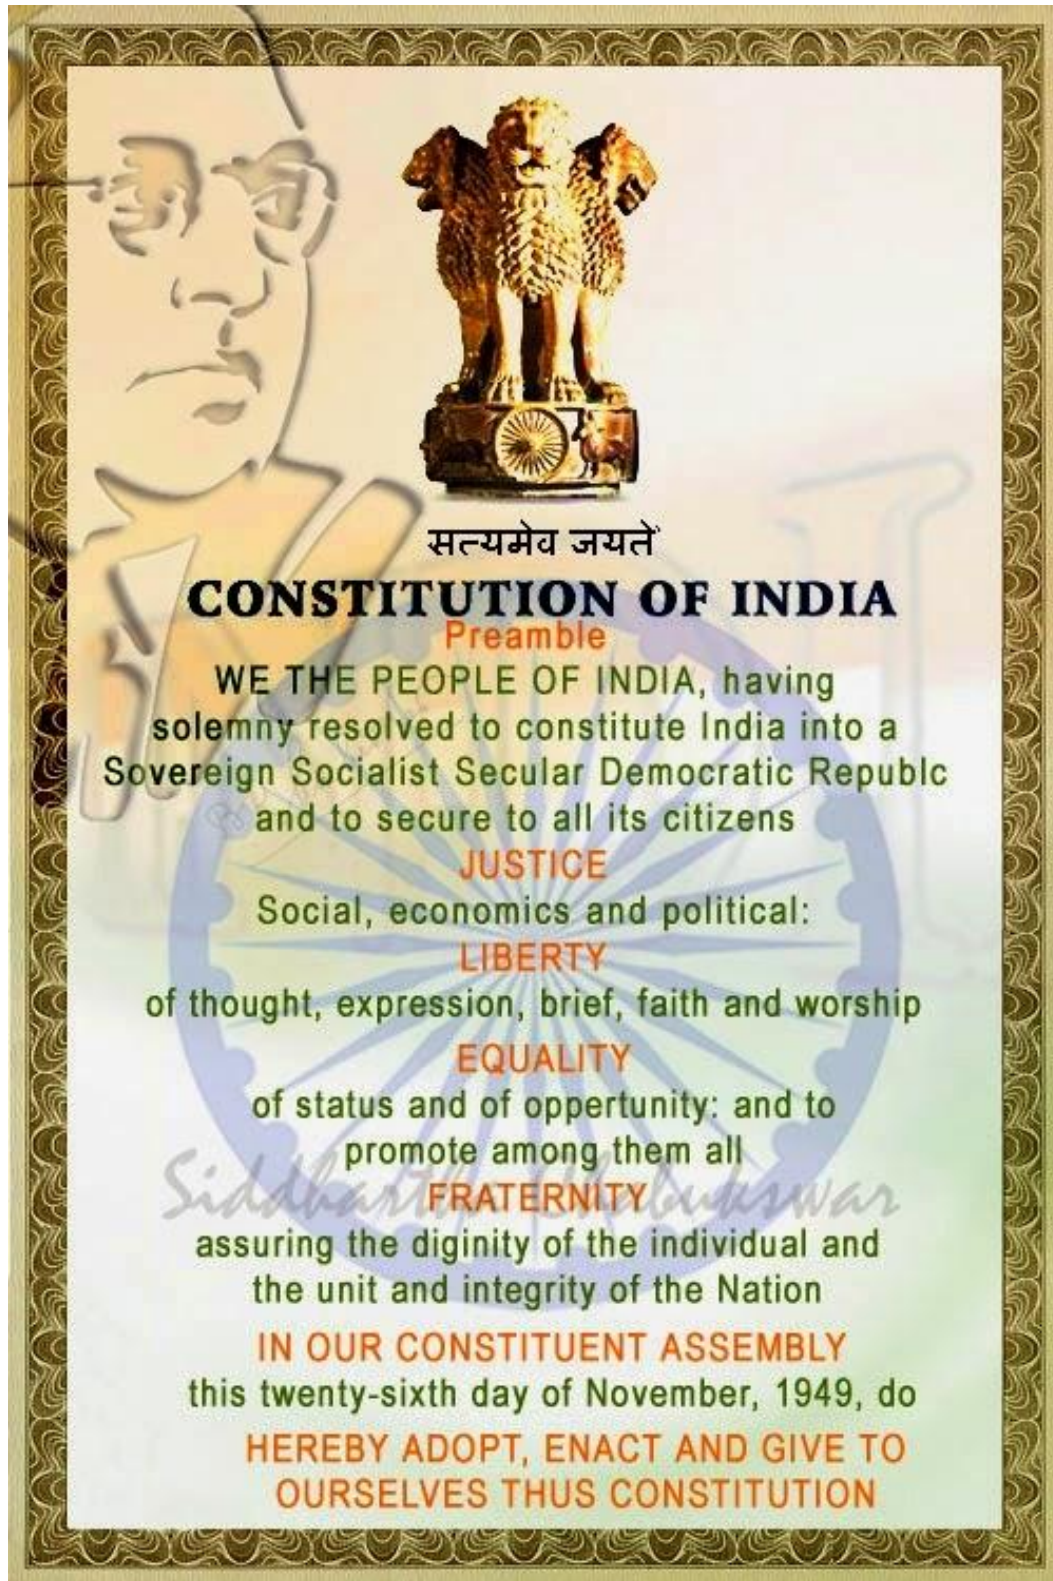 सत्यमेव जयते
CONSTITUTION OF INDIA
Preamble
WE THE PEOPLE OF INDIA, having
solemny resolved to constitute India into a
Sovereign Socialist Secular Democratic Republc
and to secure to all its citizens
JUSTICE
Social, economics and political:
LIBERTY
of thought, expression, brief, faith and worship
EQUALITY
of status and of oppertunity: and to
promote among them all
FRATERNITY
assuring the diginity of the individual and
the unit and integrity of the Nation
IN OUR CONSTITUENT ASSEMBLY
this twenty-sixth day of November, 1949, do
HEREBY ADOPT, ENACT AND GIVE TO
OURSELVES THUS CONSTITUTION